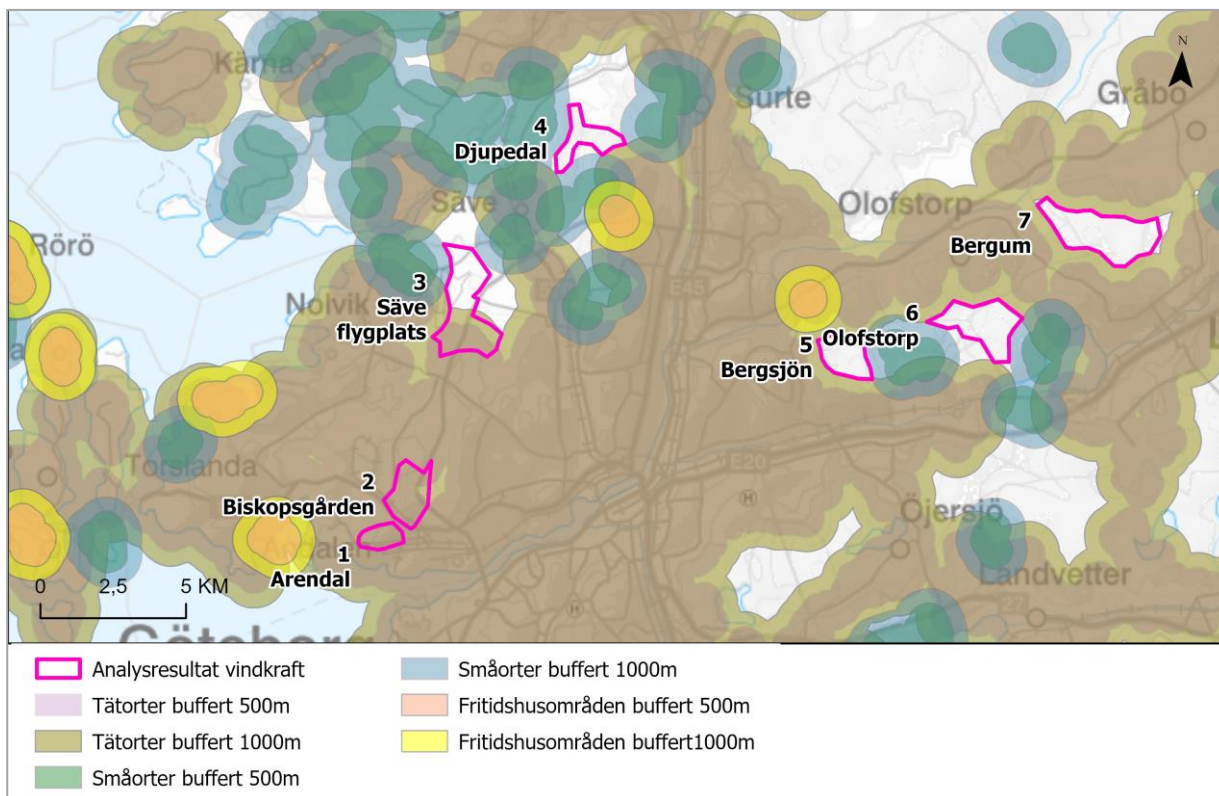 N
Kärna
Surte
Gråbo
4
Djupedal
Säve
Olofstorp
7
Bergum
Rörö
3
Säve
flygplats
Nolvik
E45
6
Olofstorp
5
Bergsjön
Torslanda
E20
2
Biskopsgården
H
Öjersjö
1
Arendal
Landvetter
0 2,5 5 KM
H
Göteborg
Analysresultat vindkraft
Tätorter buffert 500m
Tätorter buffert 1000m
Småorter buffert 500m
Småorter buffert 1000m
Fritidshusområden buffert 500m
Fritidshusområden buffert1000m